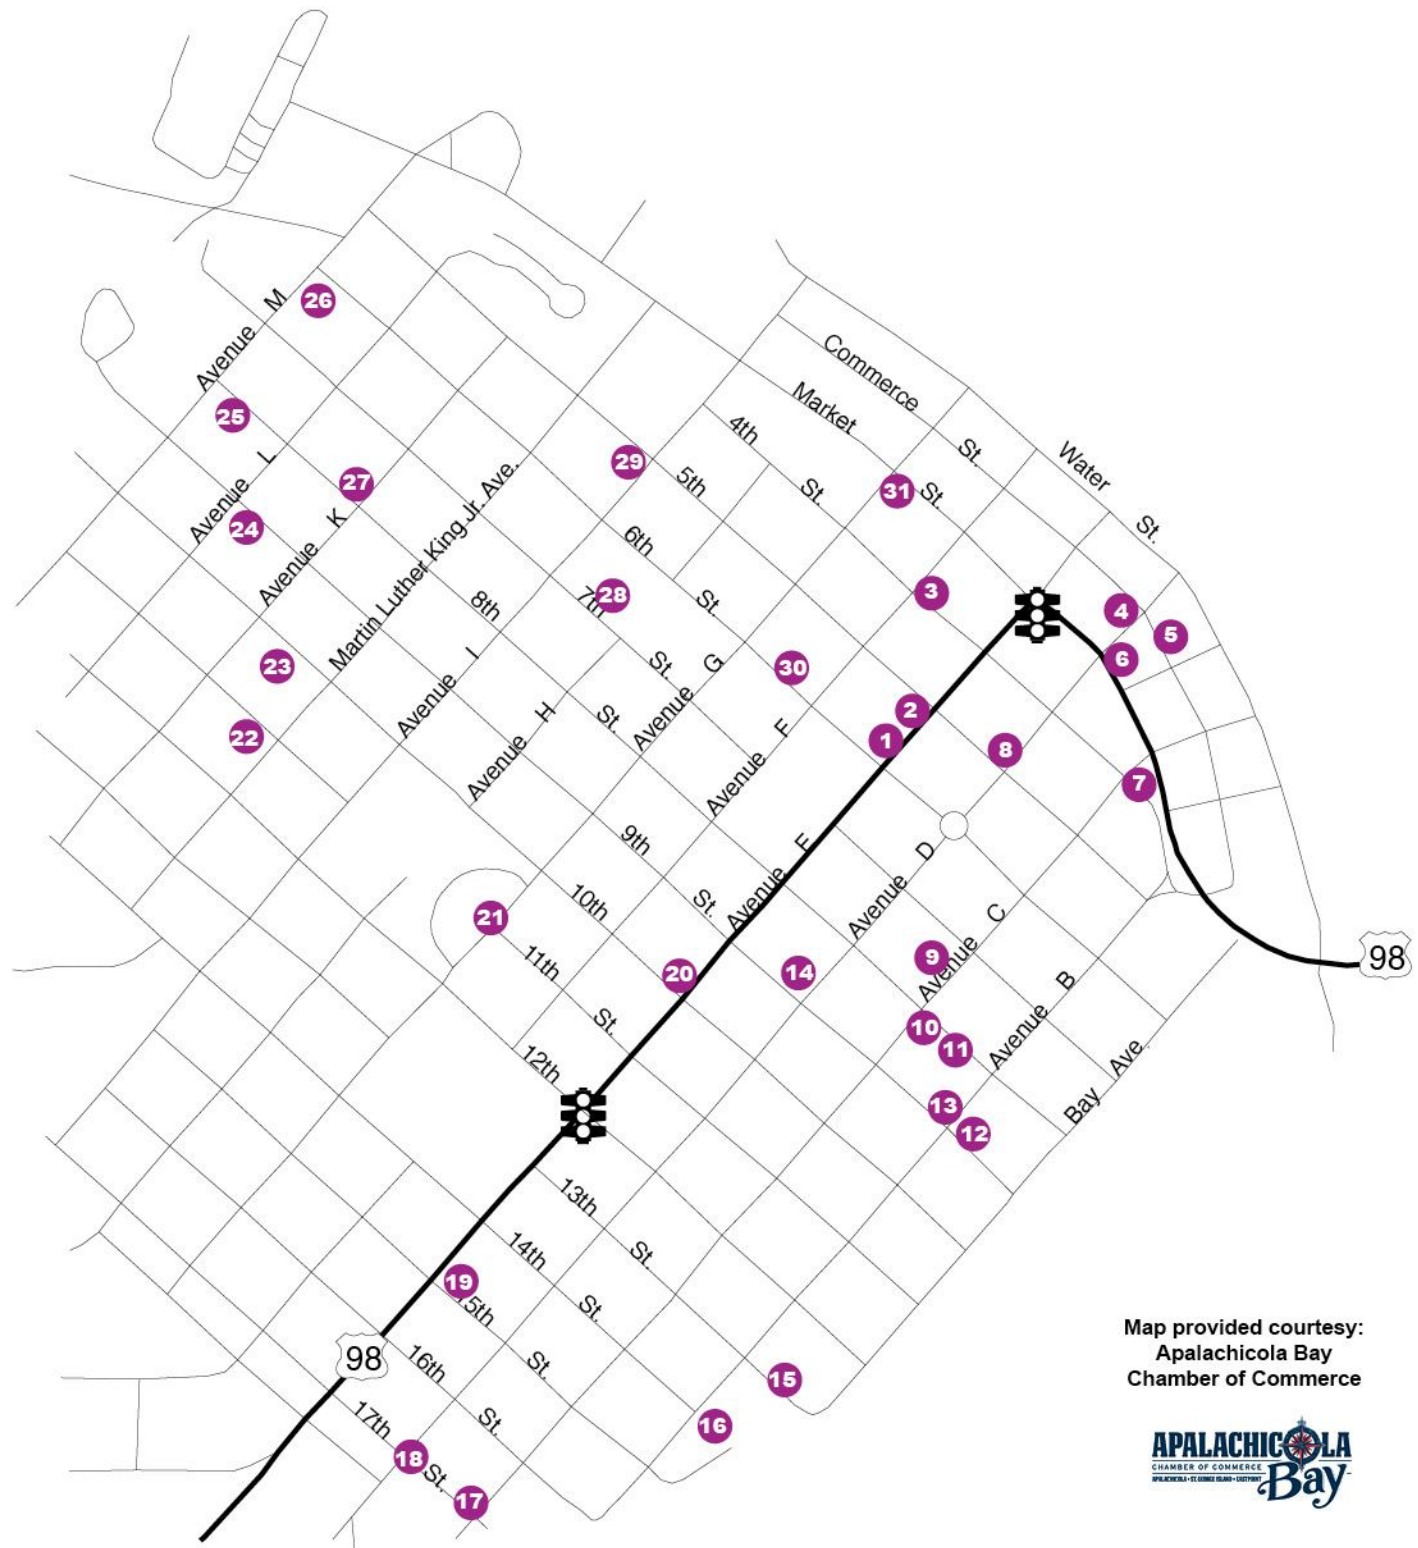 Commerce
St.
Water
St.
Market
St.
4th
St.
5th
6th
St.
7th
St.
8th
St.
9th
St.
10th
11th
St.
12th
13th
St.
14th
St.
15th
St.
16th
St.
17th
St.
Avenue M
Avenue L
Avenue K
Martin Luther King Jr. Ave.
Avenue I
Avenue H
Avenue G
Avenue F
Avenue E
Avenue D
Avenue C
Avenue B
Bay Ave.
26
25
27
24
29
31
28
3
4
5
6
23
30
2
22
1
8
7
21
9
20
14
10
11
13
12
19
15
16
18
17
98
98
Map provided courtesy:
Apalachicola Bay
Chamber of Commerce
APALACHICOLA
CHAMBER OF COMMERCE
APALACHICOLA • ST. GEORGE ISLAND • EASTPOINT
Bay